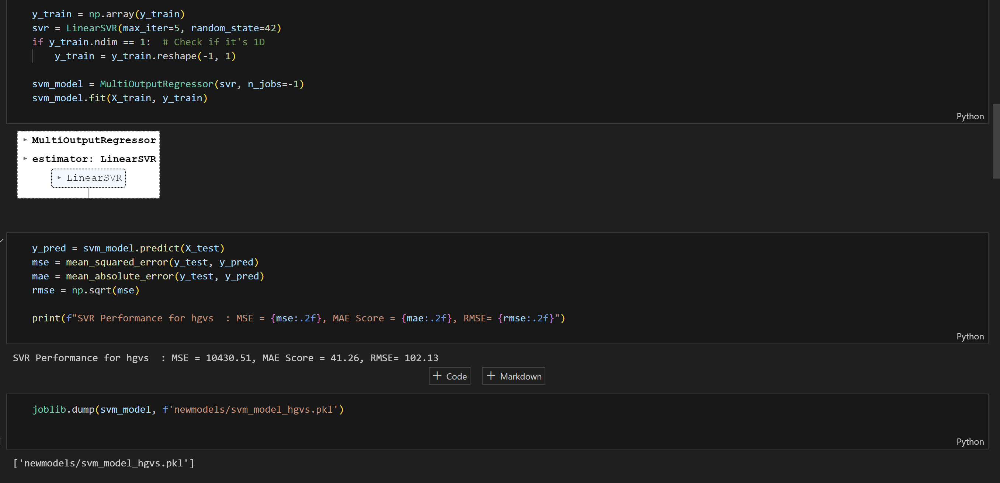 y_train = np.array(y_train)
svr = LinearSVR(max_iter=5, random_state=42)
if y_train.ndim == 1:  # Check if it's 1D
    y_train = y_train.reshape(-1, 1)
svm_model = MultiOutputRegressor(svr, n_jobs=-1)
svm_model.fit(X_train, y_train)
Python
MultiOutputRegressor
estimator: LinearSVR
LinearSVR
y_pred = svm_model.predict(X_test)
mse = mean_squared_error(y_test, y_pred)
mae = mean_absolute_error(y_test, y_pred)
rmse = np.sqrt(mse)
print(f"SVR Performance for hgvs  : MSE = {mse:.2f}, MAE Score = {mae:.2f}, RMSE= {rmse:.2f}")
Python
SVR Performance for hgvs  : MSE = 10430.51, MAE Score = 41.26, RMSE= 102.13
+ Code + Markdown
joblib.dump(svm_model, f'newmodels/svm_model_hgvs.pkl')
Python
['newmodels/svm_model_hgvs.pkl']